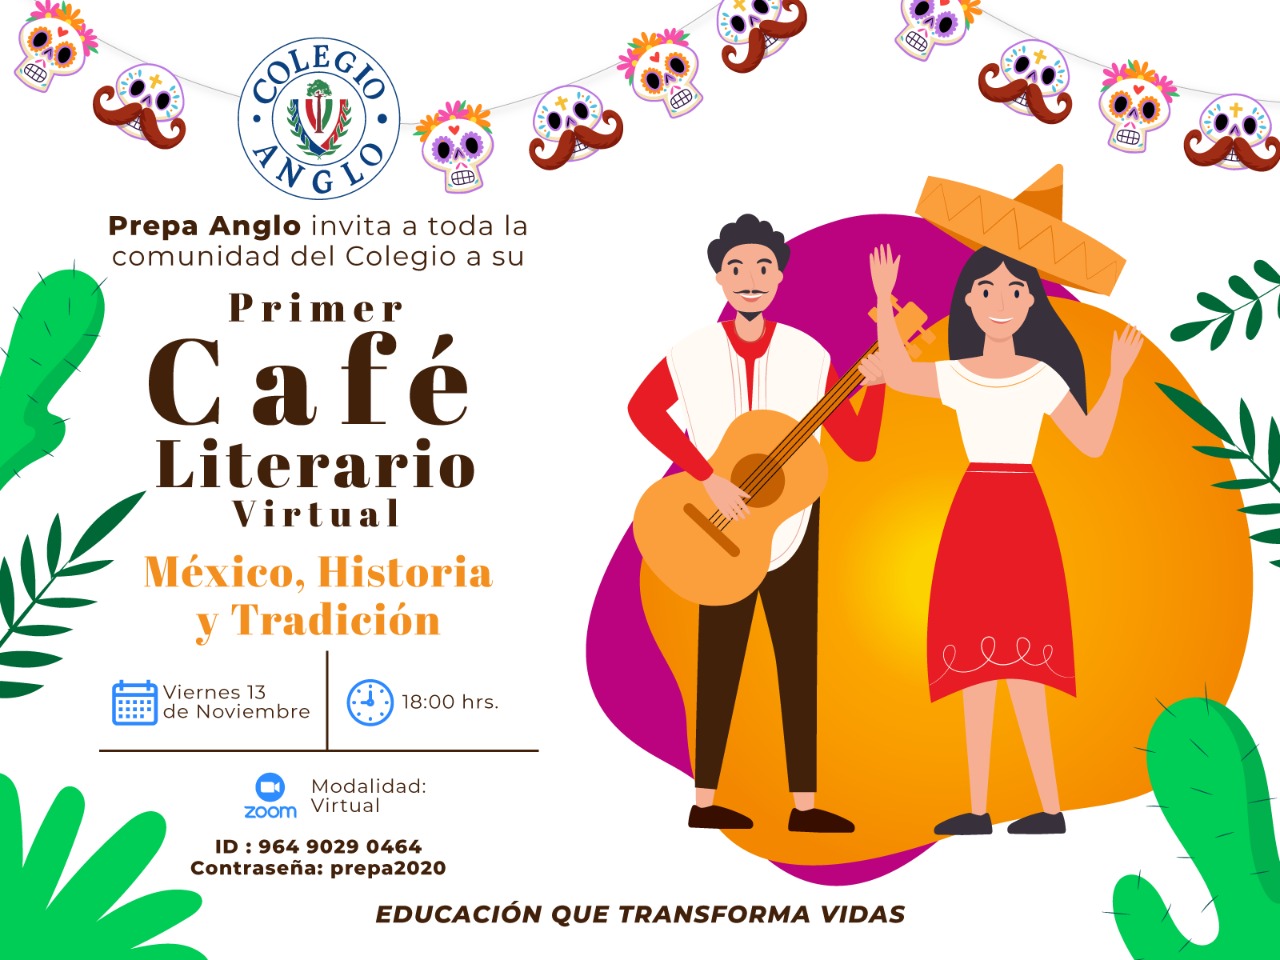 COLEGIO
ANGLO
Prepa Anglo invita a toda la
comunidad del Colegio a su
Primer
Café
Literario
Virtual
México, Historia
y Tradición
Viernes 13
de Noviembre
18:00 hrs.
zoom
Modalidad:
Virtual
ID : 964 9029 0464
Contraseña: prepa2020
EDUCACIÓN QUE TRANSFORMA VIDAS